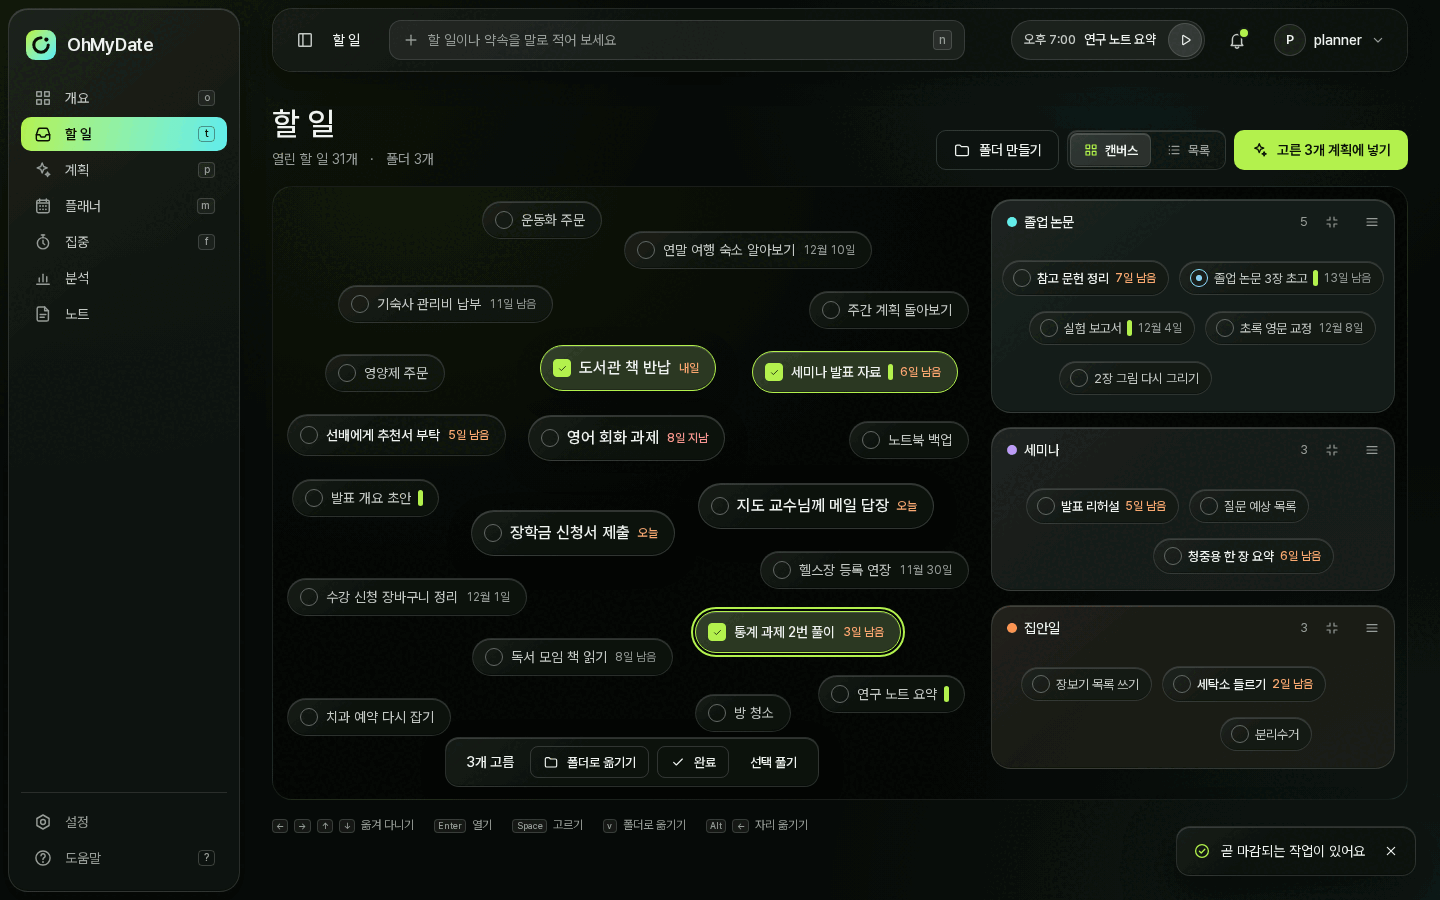 OhMyDate
개요 o
할 일 t
계획 p
플래너 m
집중 f
분석
노트
설정
도움말 ?
할 일
할 일이나 약속을 말로 적어 보세요 n
오후 7:00 연구 노트 요약
P planner
할 일
열린 할 일 31개 · 폴더 3개
폴더 만들기
캔버스
목록
고른 3개 계획에 넣기
운동화 주문
연말 여행 숙소 알아보기 12월 10일
기숙사 관리비 납부 11일 남음
주간 계획 돌아보기
영양제 주문
도서관 책 반납 내일
세미나 발표 자료 6일 남음
선배에게 추천서 부탁 5일 남음
영어 회화 과제 8일 지남
노트북 백업
발표 개요 초안
지도 교수님께 메일 답장 오늘
장학금 신청서 제출 오늘
헬스장 등록 연장 11월 30일
수강 신청 장바구니 정리 12월 1일
통계 과제 2번 풀이 3일 남음
독서 모임 책 읽기 8일 남음
연구 노트 요약
방 청소
치과 예약 다시 잡기
3개 고름
폴더로 옮기기
완료
선택 풀기
졸업 논문 5
참고 문헌 정리 7일 남음
졸업 논문 3장 초고 13일 남음
실험 보고서 12월 4일
초록 영문 교정 12월 8일
2장 그림 다시 그리기
세미나 3
발표 리허설 5일 남음
질문 예상 목록
청중용 한 장 요약 6일 남음
집안일 3
장보기 목록 쓰기
세탁소 들르기 2일 남음
분리수거
← → ↑ ↓ 옮겨 다니기 Enter 열기 Space 고르기 v 폴더로 옮기기 Alt ← 자리 옮기기
곧 마감되는 작업이 있어요